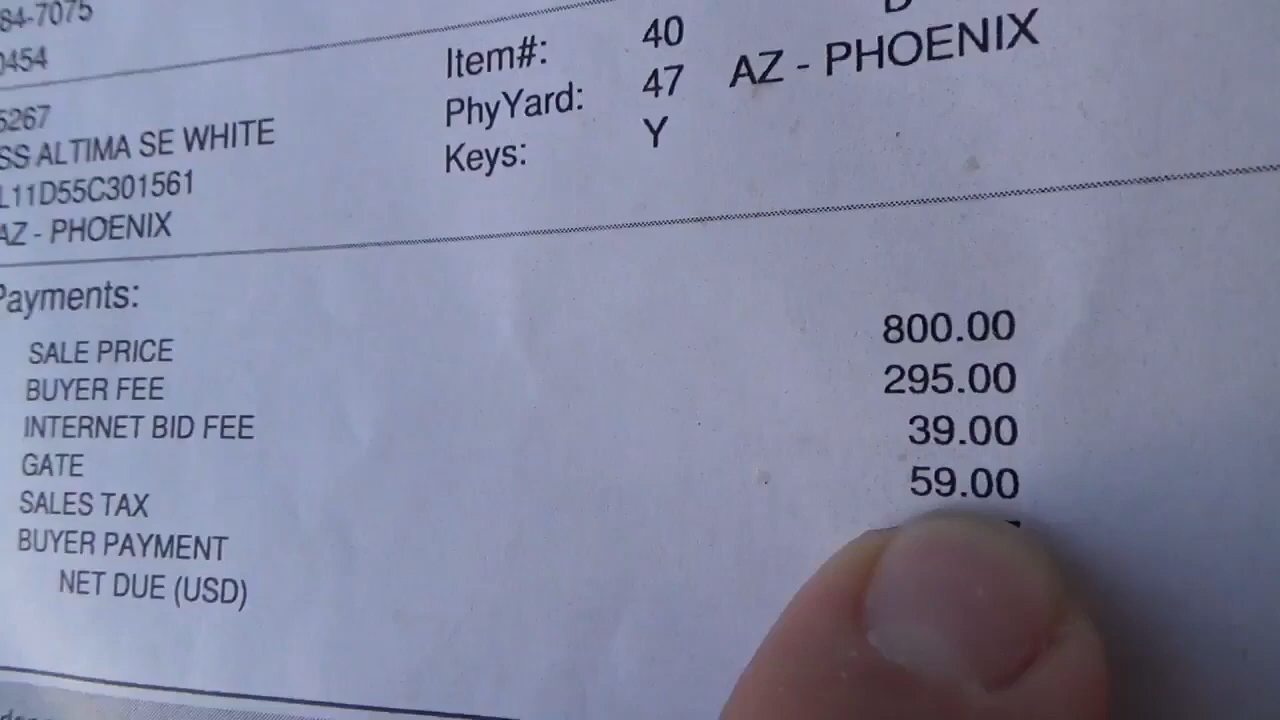 84-7075
0454
Item#: 40
PhyYard: 47 AZ - PHOENIX
Keys: Y
5267
SS ALTIMA SE WHITE
L11D55C301561
AZ - PHOENIX
Payments:
SALE PRICE 800.00
BUYER FEE 295.00
INTERNET BID FEE 39.00
GATE 59.00
SALES TAX
BUYER PAYMENT
NET DUE (USD)